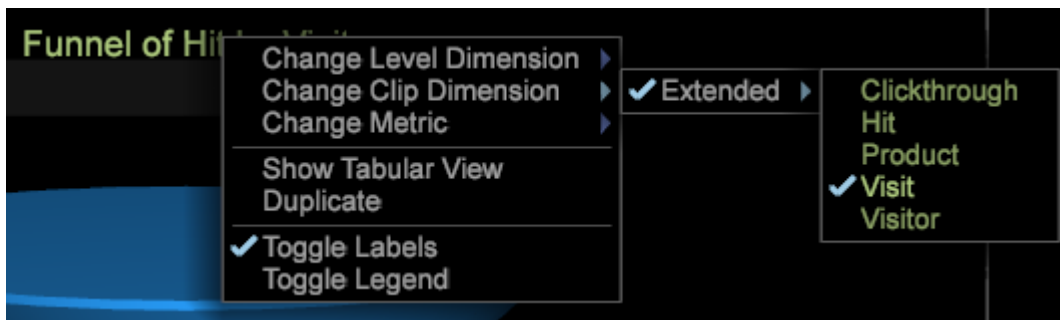 Funnel of Hit
Change Level Dimension
Change Clip Dimension
Change Metric
Show Tabular View
Duplicate
Toggle Labels
Toggle Legend
Extended
Clickthrough
Hit
Product
Visit
Visitor